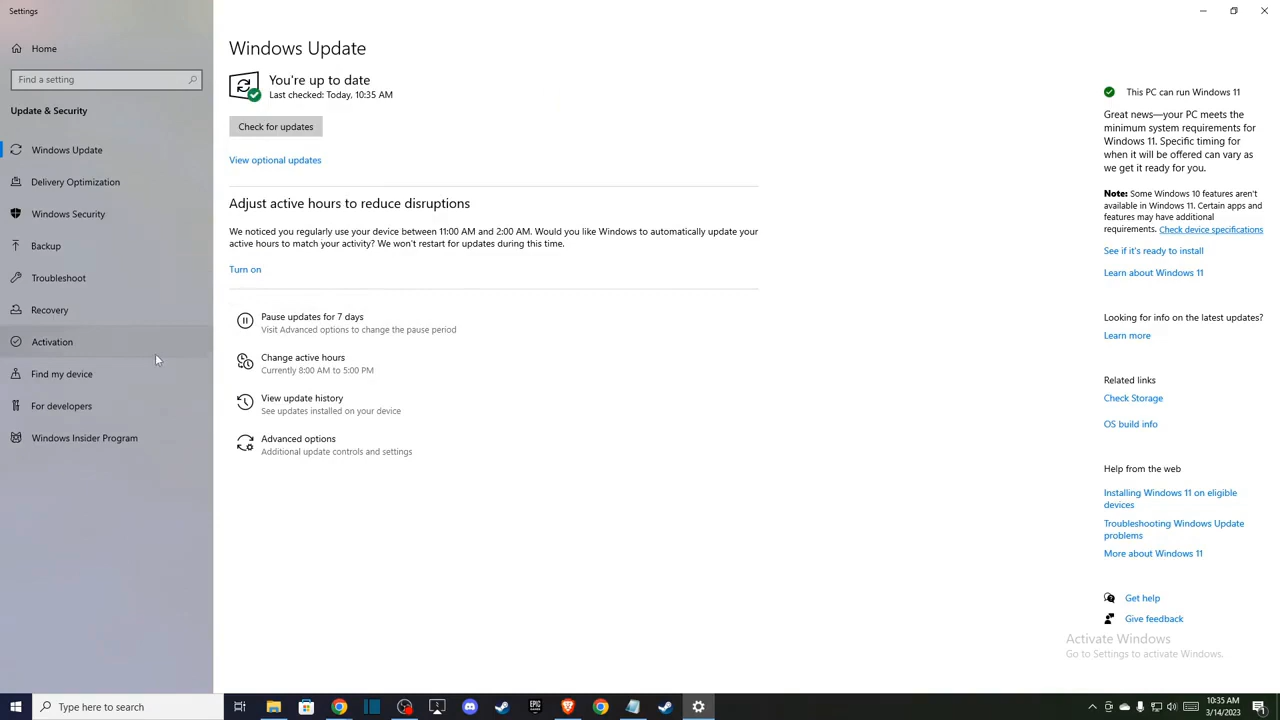 Settings
Home
Find a setting
Update & Security
Windows Update
Delivery Optimization
Windows Security
Backup
Troubleshoot
Recovery
Activation
Find my device
For developers
Windows Insider Program
Windows Update
You're up to date
Last checked: Today, 10:35 AM
Check for updates
View optional updates
Adjust active hours to reduce disruptions
We noticed you regularly use your device between 11:00 AM and 2:00 AM. Would you like Windows to automatically update your
active hours to match your activity? We won't restart for updates during this time.
Turn on
Pause updates for 7 days
Visit Advanced options to change the pause period
Change active hours
Currently 8:00 AM to 5:00 PM
View update history
See updates installed on your device
Advanced options
Additional update controls and settings
This PC can run Windows 11
Great news—your PC meets the
minimum system requirements for
Windows 11. Specific timing for
when it will be offered can vary as
we get it ready for you.
Note: Some Windows 10 features aren't
available in Windows 11. Certain apps and
features may have additional
requirements. Check device specifications
See if it's ready to install
Learn about Windows 11
Looking for info on the latest updates?
Learn more
Related links
Check Storage
OS build info
Help from the web
Installing Windows 11 on eligible
devices
Troubleshooting Windows Update
problems
More about Windows 11
Get help
Give feedback
Activate Windows
Go to Settings to activate Windows.
Type here to search
EPIC
10:35 AM
3/14/2023
1